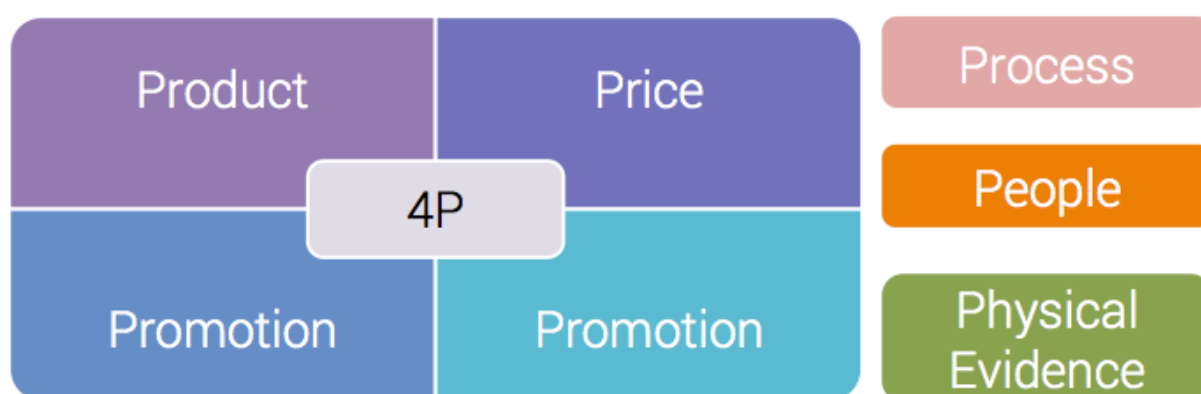 Product
Price
4P
Promotion
Promotion
Process
People
Physical
Evidence